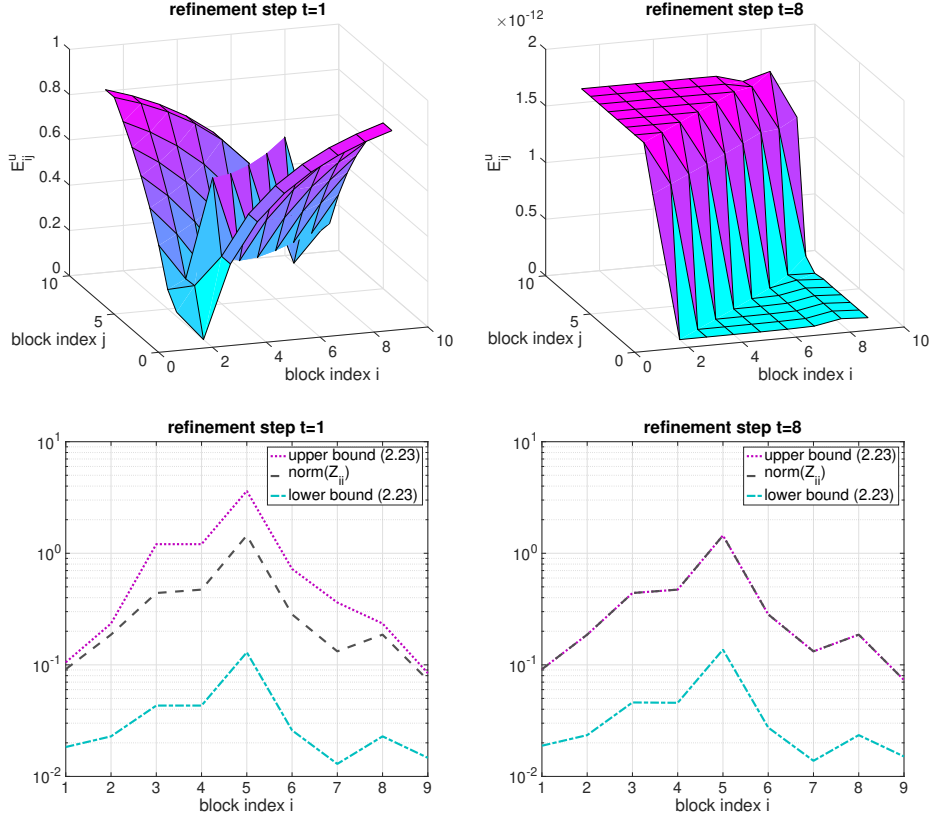 refinement step t=1
1
0.8
0.6
0.4
0.2
0
E^u_ij
10
5
0
block index j
0
2
4
6
8
10
block index i
refinement step t=8
×10^-12
2
1.5
1
0.5
0
E^u_ij
10
5
0
block index j
0
2
4
6
8
10
block index i
refinement step t=1
10^1
10^0
10^-1
10^-2
upper bound (2.23)
norm(Z_ii)
lower bound (2.23)
1 2 3 4 5 6 7 8 9
block index i
refinement step t=8
10^1
10^0
10^-1
10^-2
upper bound (2.23)
norm(Z_ii)
lower bound (2.23)
1 2 3 4 5 6 7 8 9
block index i